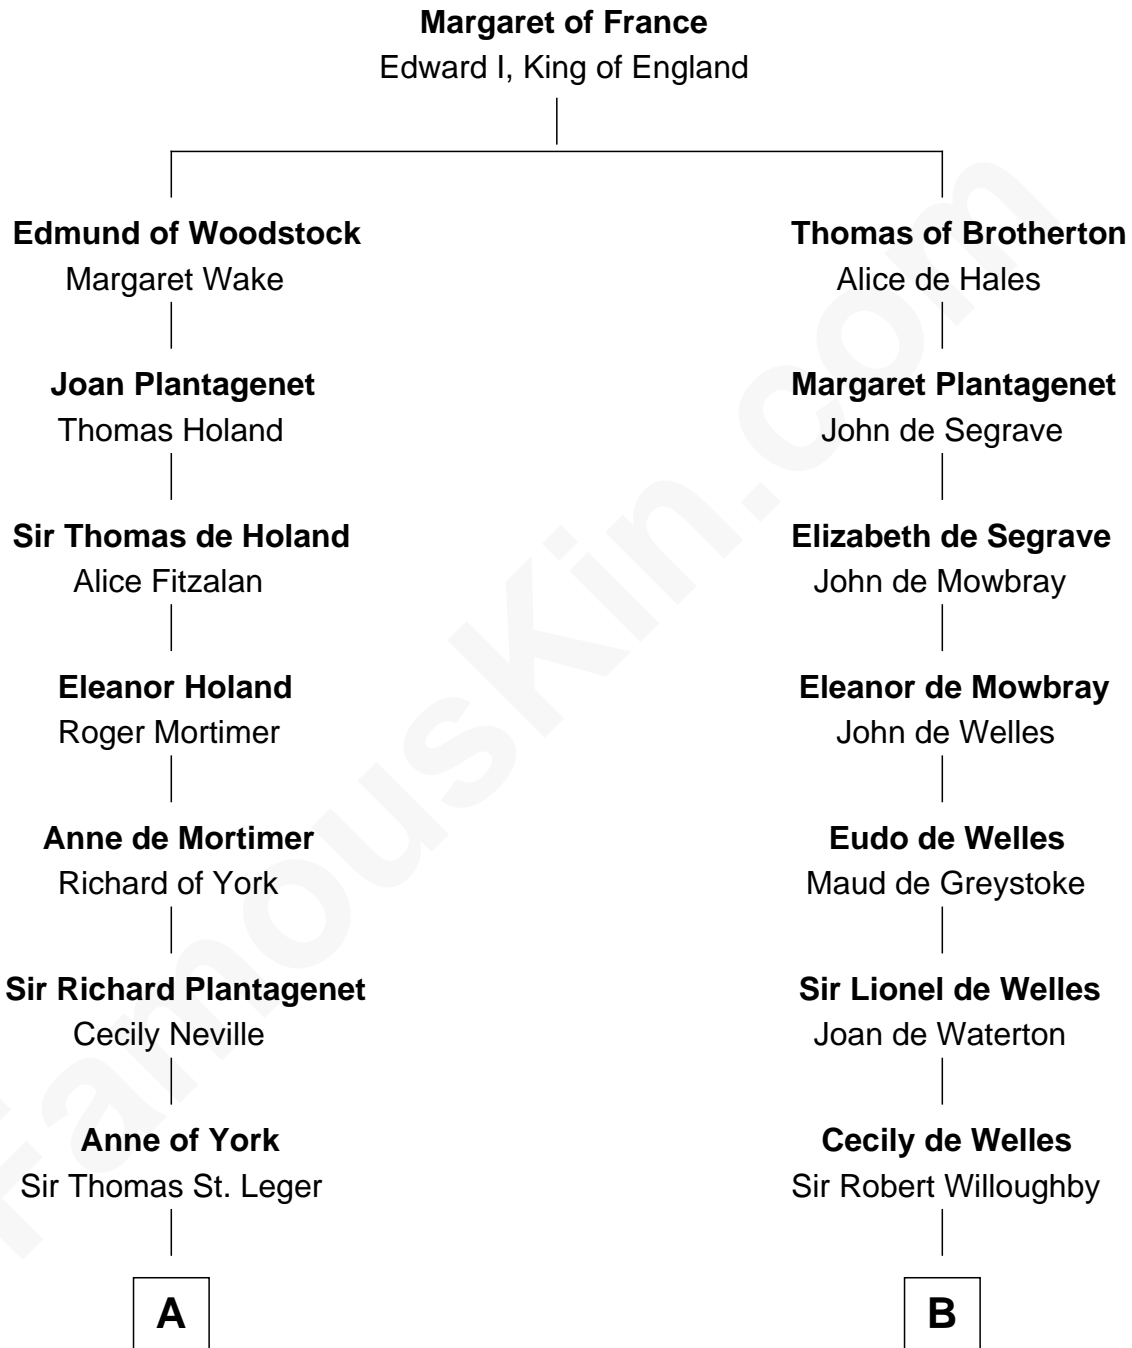 Margaret of France
Edward I, King of England
Edmund of Woodstock
Margaret Wake
Thomas of Brotherton
Alice de Hales
Joan Plantagenet
Thomas Holand
Margaret Plantagenet
John de Segrave
Sir Thomas de Holand
Alice Fitzalan
Elizabeth de Segrave
John de Mowbray
Eleanor Holand
Roger Mortimer
Eleanor de Mowbray
John de Welles
Anne de Mortimer
Richard of York
Eudo de Welles
Maud de Greystoke
Sir Richard Plantagenet
Cecily Neville
Sir Lionel de Welles
Joan de Waterton
Anne of York
Sir Thomas St. Leger
Cecily de Welles
Sir Robert Willoughby
A
B
FamousKin.com